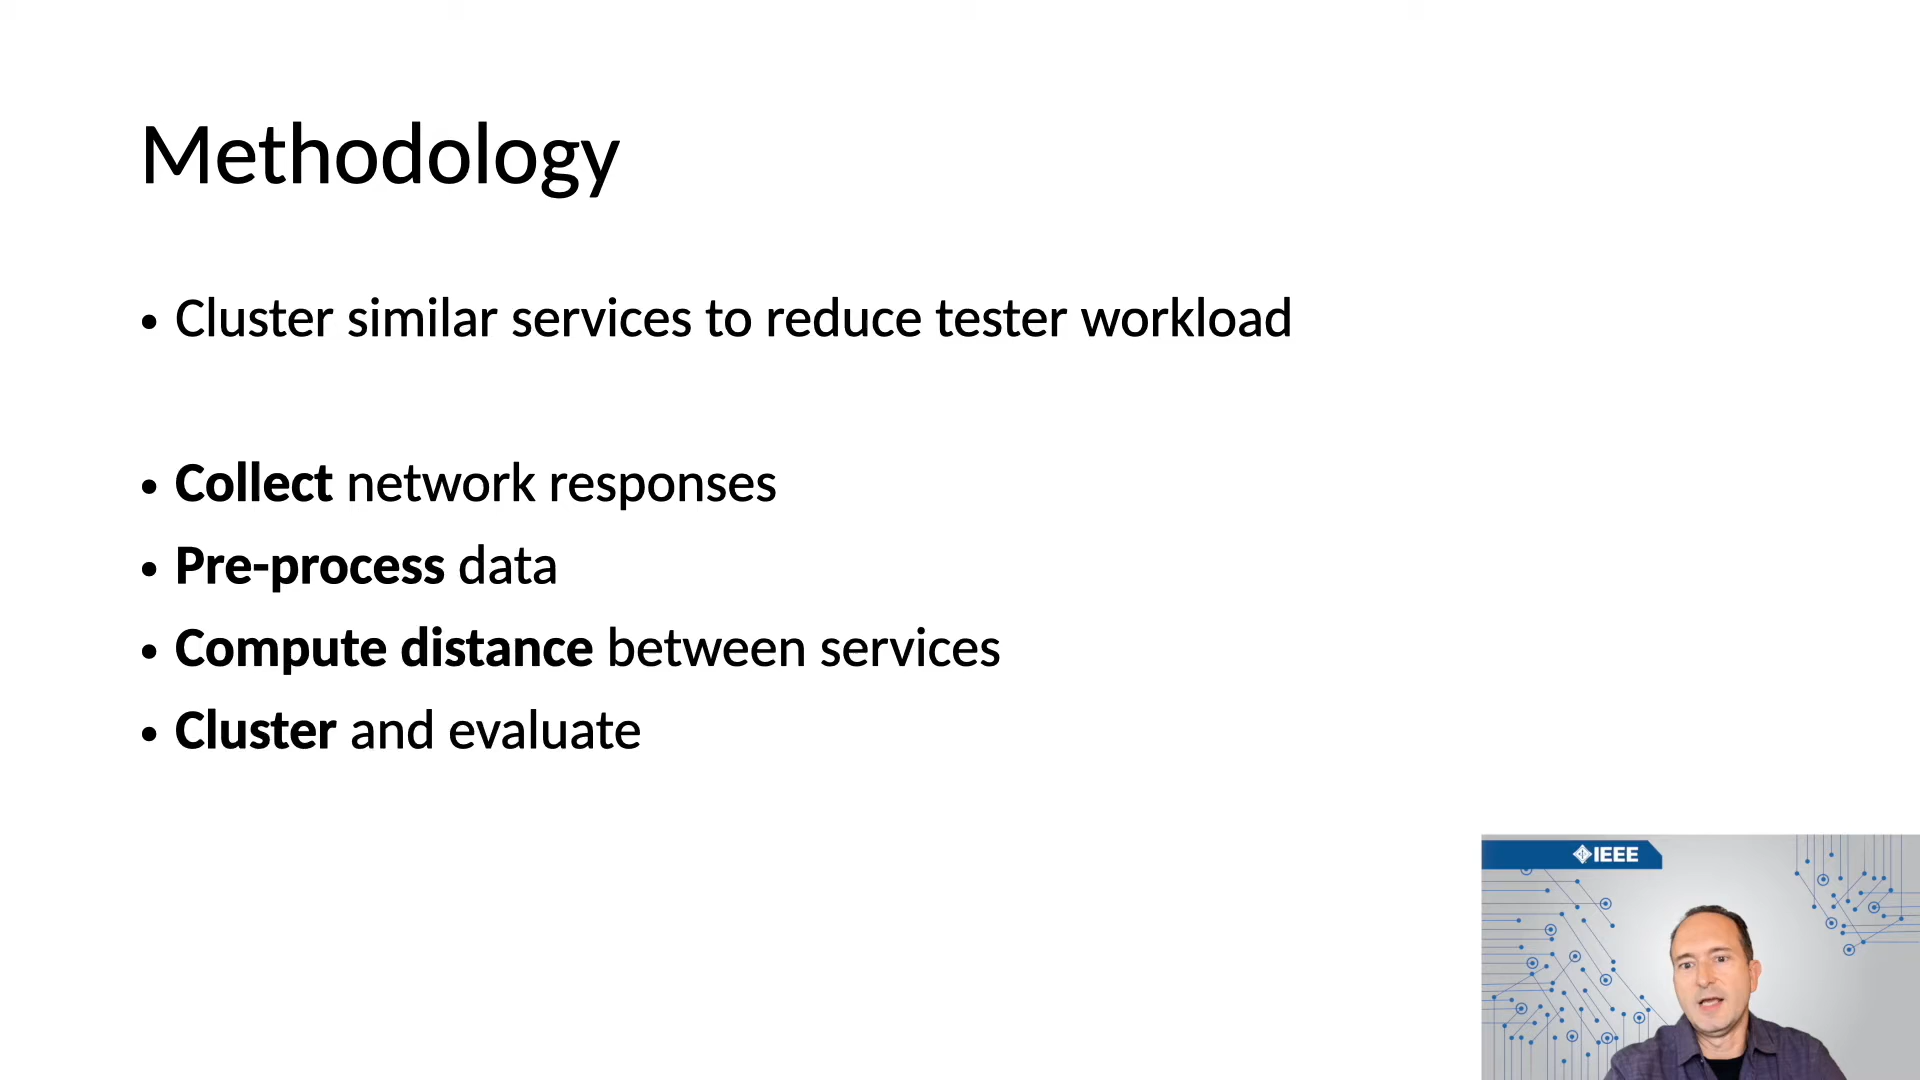 Methodology
• Cluster similar services to reduce tester workload
• Collect network responses
• Pre-process data
• Compute distance between services
• Cluster and evaluate
IEEE